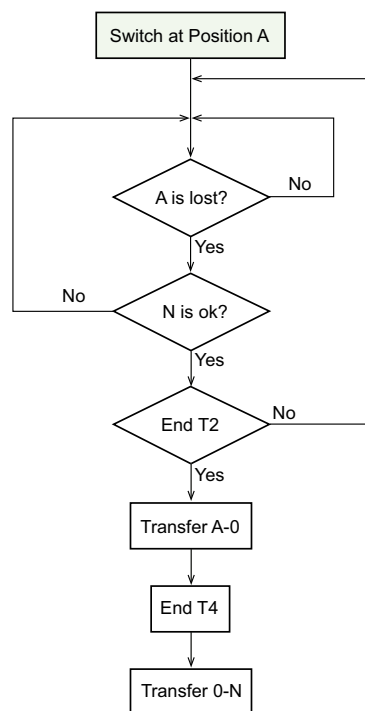 Switch at Position A
A is lost?
No
Yes
No
N is ok?
Yes
End T2
No
Yes
Transfer A-0
End T4
Transfer 0-N